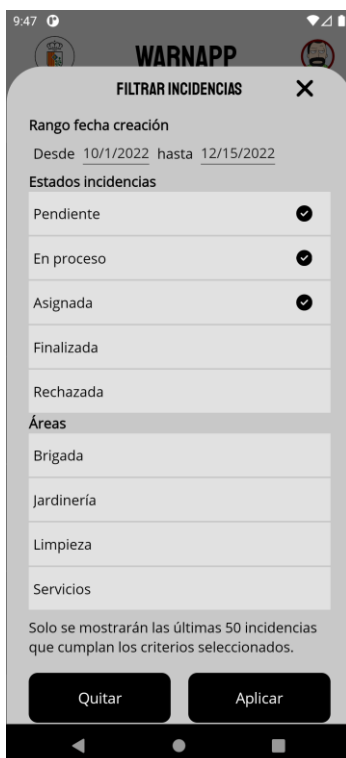 9:47
WARNAPP
FILTRAR INCIDENCIAS
Rango fecha creación
Desde 10/1/2022 hasta 12/15/2022
Estados incidencias
Pendiente
En proceso
Asignada
Finalizada
Rechazada
Áreas
Brigada
Jardinería
Limpieza
Servicios
Solo se mostrarán las últimas 50 incidencias
que cumplan los criterios seleccionados.
Quitar Aplicar